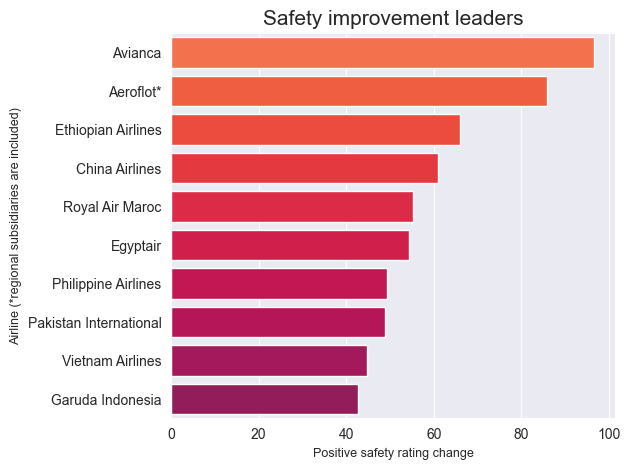 Safety improvement leaders
Airline (*regional subsidiaries are included)
Avianca
Aeroflot*
Ethiopian Airlines
China Airlines
Royal Air Maroc
Egyptair
Philippine Airlines
Pakistan International
Vietnam Airlines
Garuda Indonesia
0 20 40 60 80 100
Positive safety rating change